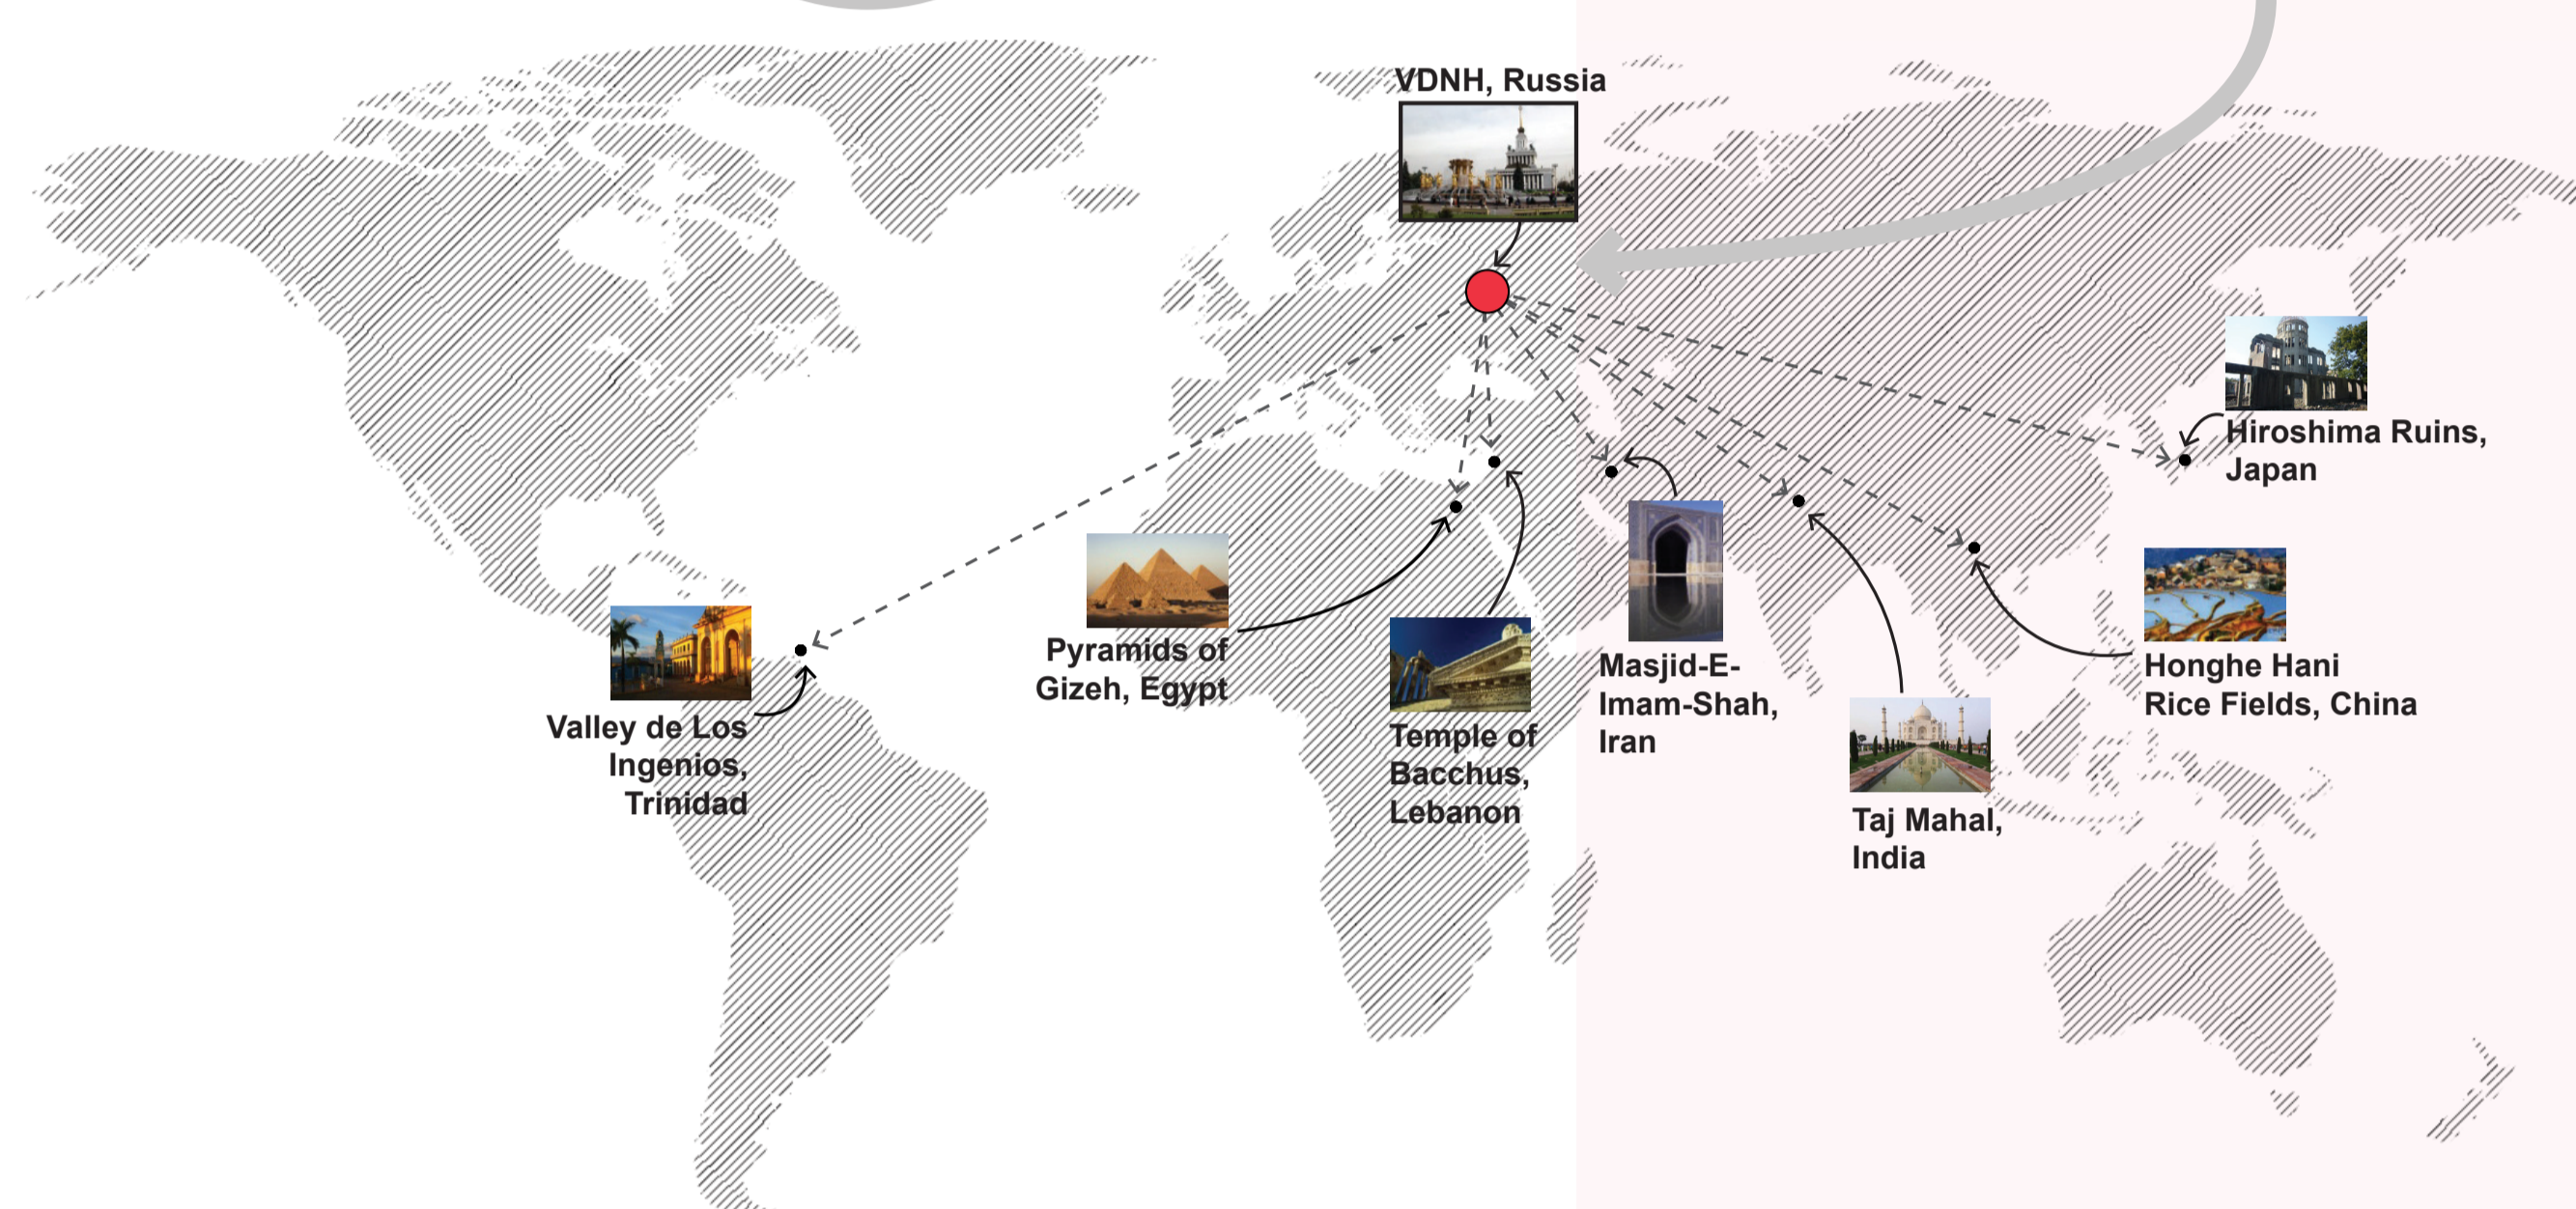 VDNH, Russia
Hiroshima Ruins,
Japan
Pyramids of
Gizeh, Egypt
Valley de Los
Ingenios,
Trinidad
Temple of
Bacchus,
Lebanon
Masjid-E-
Imam-Shah,
Iran
Honghe Hani
Rice Fields, China
Taj Mahal,
India